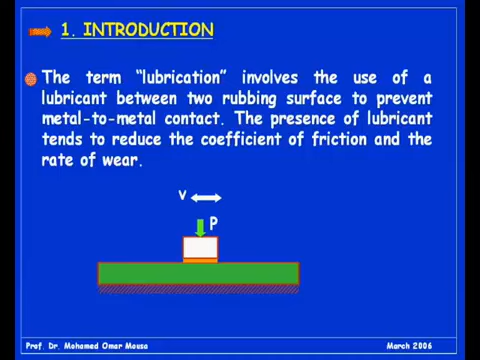 1. INTRODUCTION
The term “lubrication” involves the use of a
lubricant between two rubbing surface to prevent
metal-to-metal contact. The presence of lubricant
tends to reduce the coefficient of friction and the
rate of wear.
V
P
Prof. Dr. Mohamed Omar Mousa
March 2006